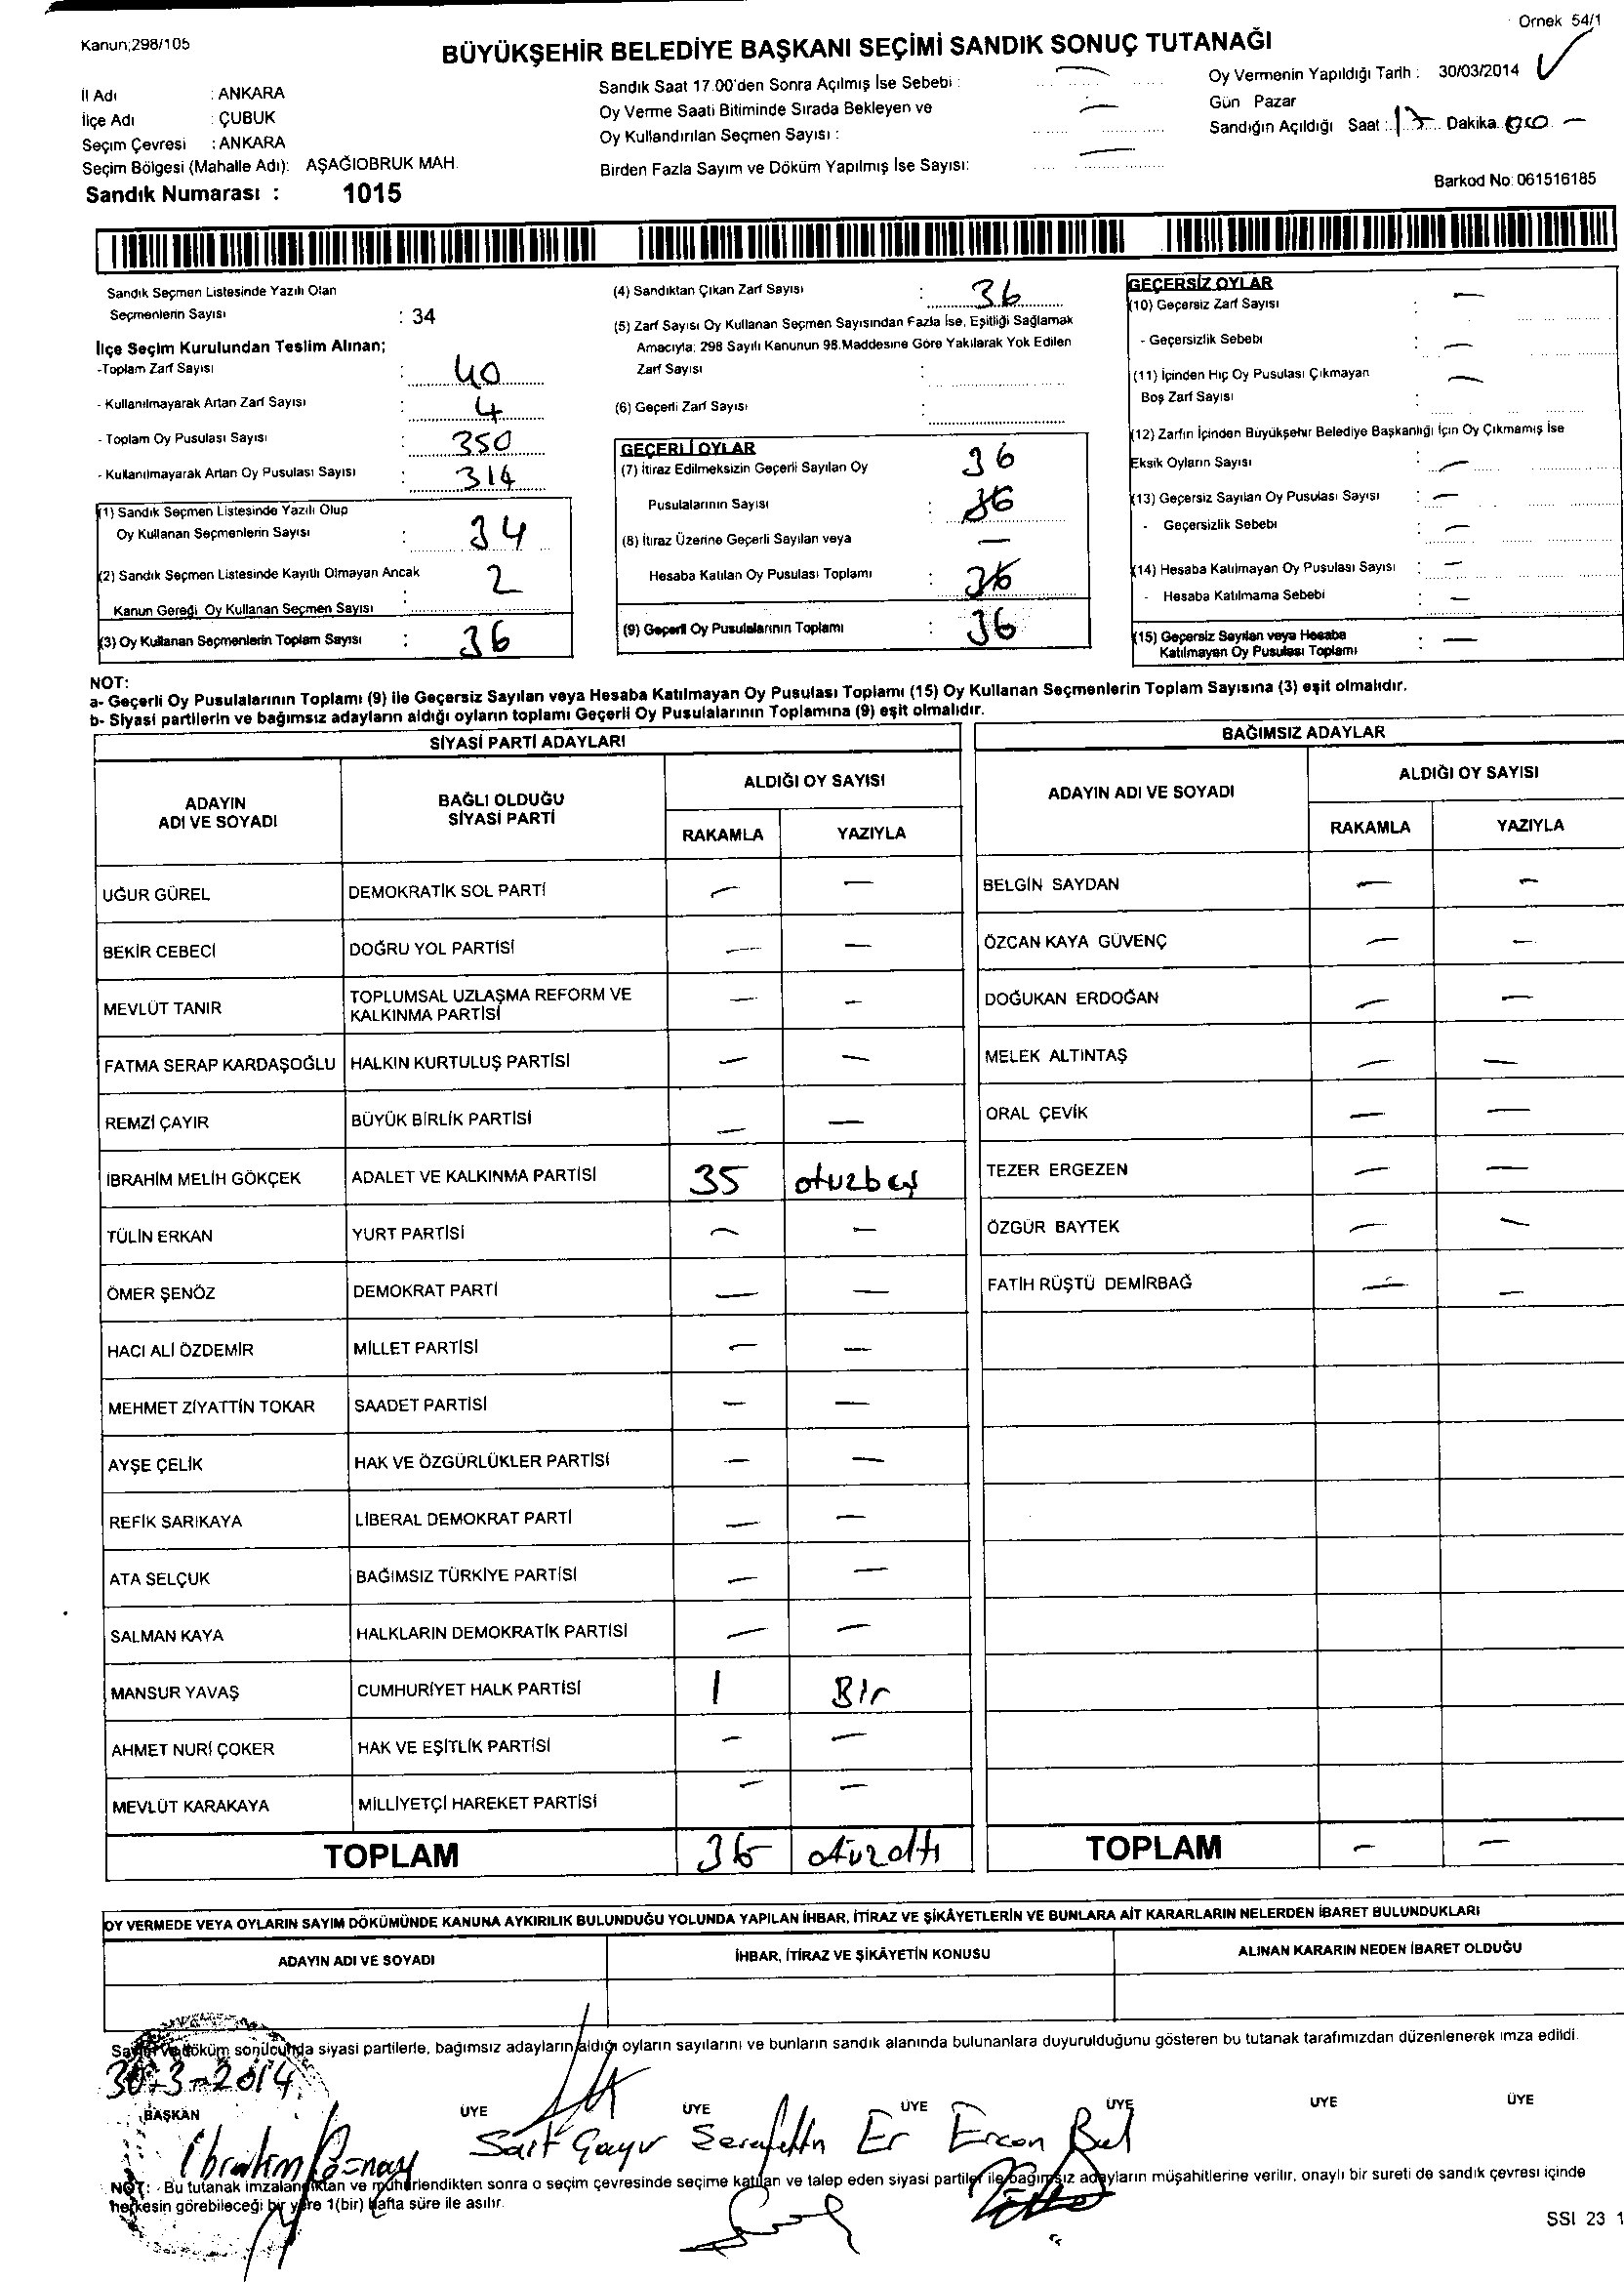 Örnek 54/1
Kanun;298/105
BÜYÜKŞEHİR BELEDİYE BAŞKANI SEÇİMİ SANDIK SONUÇ TUTANAĞI
İl Adı : ANKARA
İlçe Adı : ÇUBUK
Seçim Çevresi : ANKARA
Seçim Bölgesi (Mahalle Adı): AŞAĞIOBRUK MAH.
Sandık Numarası : 1015
Sandık Saat 17.00'den Sonra Açılmış İse Sebebi : —
Oy Verme Saati Bitiminde Sırada Bekleyen ve
Oy Kullandırılan Seçmen Sayısı : —
Birden Fazla Sayım ve Döküm Yapılmış İse Sayısı: —
Oy Vermenin Yapıldığı Tarih : 30/03/2014
Gün Pazar
Sandığın Açıldığı Saat : 17 Dakika 00 —
Barkod No: 061516185
Sandık Seçmen Listesinde Yazılı Olan
Seçmenlerin Sayısı : 34
İlçe Seçim Kurulundan Teslim Alınan;
-Toplam Zarf Sayısı : 40
- Kullanılmayarak Artan Zarf Sayısı : 4
- Toplam Oy Pusulası Sayısı : 350
- Kullanılmayarak Artan Oy Pusulası Sayısı : 314
(1) Sandık Seçmen Listesinde Yazılı Olup
Oy Kullanan Seçmenlerin Sayısı : 34
(2) Sandık Seçmen Listesinde Kayıtlı Olmayan Ancak
Kanun Gereği Oy Kullanan Seçmen Sayısı : 2
(3) Oy Kullanan Seçmenlerin Toplam Sayısı : 36
(4) Sandıktan Çıkan Zarf Sayısı : 36
(5) Zarf Sayısı Oy Kullanan Seçmen Sayısından Fazla İse, Eşitliği Sağlamak
Amacıyla; 298 Sayılı Kanunun 98.Maddesine Göre Yakılarak Yok Edilen
Zarf Sayısı :
(6) Geçerli Zarf Sayısı :
GEÇERLİ OYLAR
(7) İtiraz Edilmeksizin Geçerli Sayılan Oy 36
Pusulalarının Sayısı : 36
(8) İtiraz Üzerine Geçerli Sayılan veya —
Hesaba Katılan Oy Pusulası Toplamı : 36
(9) Geçerli Oy Pusulalarının Toplamı : 36
GEÇERSİZ OYLAR
(10) Geçersiz Zarf Sayısı : —
- Geçersizlik Sebebi : —
(11) İçinden Hiç Oy Pusulası Çıkmayan —
Boş Zarf Sayısı :
(12) Zarfın İçinden Büyükşehir Belediye Başkanlığı İçin Oy Çıkmamış İse
Eksik Oyların Sayısı : —
(13) Geçersiz Sayılan Oy Pusulası Sayısı : —
- Geçersizlik Sebebi : —
(14) Hesaba Katılmayan Oy Pusulası Sayısı : —
- Hesaba Katılmama Sebebi : —
(15) Geçersiz Sayılan veya Hesaba
Katılmayan Oy Pusulası Toplamı : —
NOT:
a- Geçerli Oy Pusulalarının Toplamı (9) ile Geçersiz Sayılan veya Hesaba Katılmayan Oy Pusulası Toplamı (15) Oy Kullanan Seçmenlerin Toplam Sayısına (3) eşit olmalıdır.
b- Siyasi partilerin ve bağımsız adayların aldığı oyların toplamı Geçerli Oy Pusulalarının Toplamına (9) eşit olmalıdır.
SİYASİ PARTİ ADAYLARI
ADAYIN ADI VE SOYADI
BAĞLI OLDUĞU SİYASİ PARTİ
ALDIĞI OY SAYISI
RAKAMLA YAZIYLA
UĞUR GÜREL DEMOKRATİK SOL PARTİ — —
BEKİR CEBECİ DOĞRU YOL PARTİSİ — —
MEVLÜT TANIR TOPLUMSAL UZLAŞMA REFORM VE KALKINMA PARTİSİ — —
FATMA SERAP KARDAŞOĞLU HALKIN KURTULUŞ PARTİSİ — —
REMZİ ÇAYIR BÜYÜK BİRLİK PARTİSİ — —
İBRAHİM MELİH GÖKÇEK ADALET VE KALKINMA PARTİSİ 35 otuzbeş
TÜLİN ERKAN YURT PARTİSİ — —
ÖMER ŞENÖZ DEMOKRAT PARTİ — —
HACI ALİ ÖZDEMİR MİLLET PARTİSİ — —
MEHMET ZİYATTİN TOKAR SAADET PARTİSİ — —
AYŞE ÇELİK HAK VE ÖZGÜRLÜKLER PARTİSİ — —
REFİK SARIKAYA LİBERAL DEMOKRAT PARTİ — —
ATA SELÇUK BAĞIMSIZ TÜRKİYE PARTİSİ — —
SALMAN KAYA HALKLARIN DEMOKRATİK PARTİSİ — —
MANSUR YAVAŞ CUMHURİYET HALK PARTİSİ 1 Bir
AHMET NURİ ÇOKER HAK VE EŞİTLİK PARTİSİ — —
MEVLÜT KARAKAYA MİLLİYETÇİ HAREKET PARTİSİ — —
TOPLAM 36 otuzaltı
BAĞIMSIZ ADAYLAR
ADAYIN ADI VE SOYADI
ALDIĞI OY SAYISI
RAKAMLA YAZIYLA
BELGİN SAYDAN — —
ÖZCAN KAYA GÜVENÇ — —
DOĞUKAN ERDOĞAN — —
MELEK ALTINTAŞ — —
ORAL ÇEVİK — —
TEZER ERGEZEN — —
ÖZGÜR BAYTEK — —
FATİH RÜŞTÜ DEMİRBAĞ — —
TOPLAM — —
OY VERMEDE VEYA OYLARIN SAYIM DÖKÜMÜNDE KANUNA AYKIRILIK BULUNDUĞU YOLUNDA YAPILAN İHBAR, İTİRAZ VE ŞİKÂYETLERİN VE BUNLARA AİT KARARLARIN NELERDEN İBARET BULUNDUKLARI
ADAYIN ADI VE SOYADI İHBAR, İTİRAZ VE ŞİKÂYETİN KONUSU ALINAN KARARIN NEDEN İBARET OLDUĞU
Sayım ve döküm sonucunda siyasi partilerle, bağımsız adayların aldığı oyların sayılarını ve bunların sandık alanında bulunanlara duyurulduğunu gösteren bu tutanak tarafımızdan düzenlenerek imza edildi.
30-3-2014
BAŞKAN ÜYE ÜYE ÜYE ÜYE ÜYE ÜYE
İbrahim Sait Serafettin Er Ercan
NOT: - Bu tutanak imzalandıktan ve mühürlendikten sonra o seçim çevresinde seçime katılan ve talep eden siyasi partiler ile bağımsız adayların müşahitlerine verilir, onaylı bir sureti de sandık çevresi içinde
herkesin görebileceği bir yere 1(bir) hafta süre ile asılır.
SSI 23 1